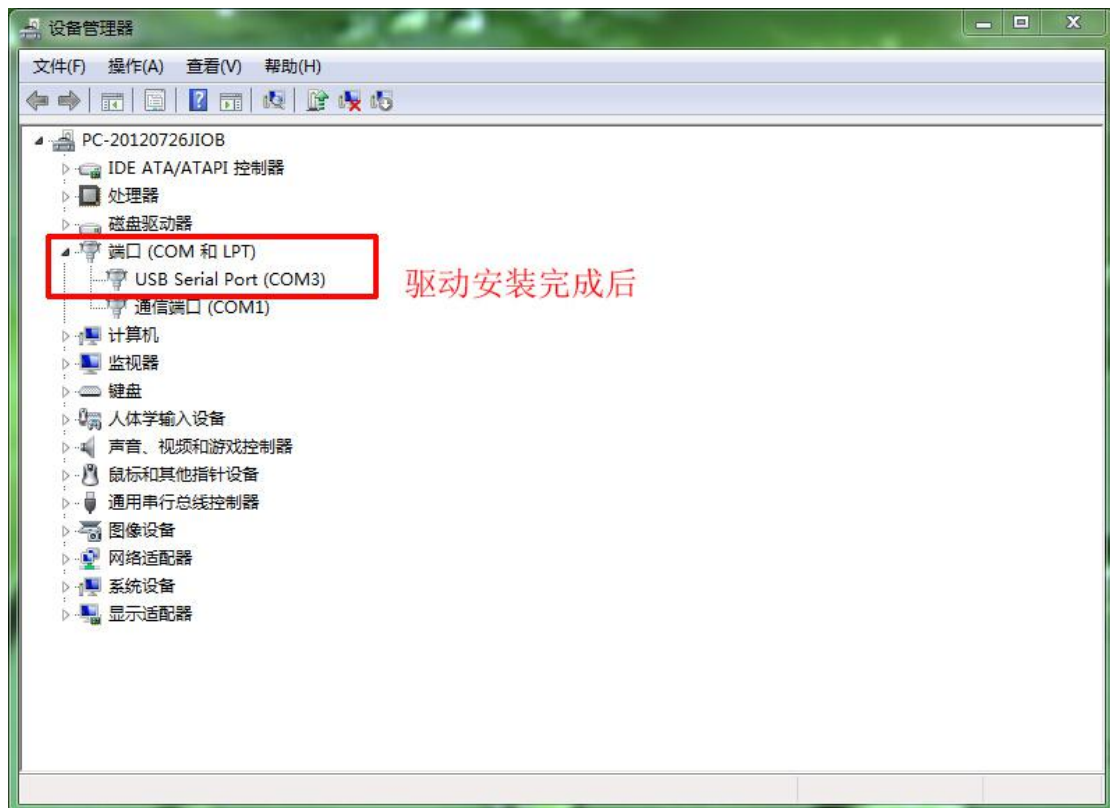 设备管理器
文件(F) 操作(A) 查看(V) 帮助(H)
PC-20120726JIOB
IDE ATA/ATAPI 控制器
处理器
磁盘驱动器
端口 (COM 和 LPT)
USB Serial Port (COM3)
驱动安装完成后
通信端口 (COM1)
计算机
监视器
键盘
人体学输入设备
声音、视频和游戏控制器
鼠标和其他指针设备
通用串行总线控制器
图像设备
网络适配器
系统设备
显示适配器